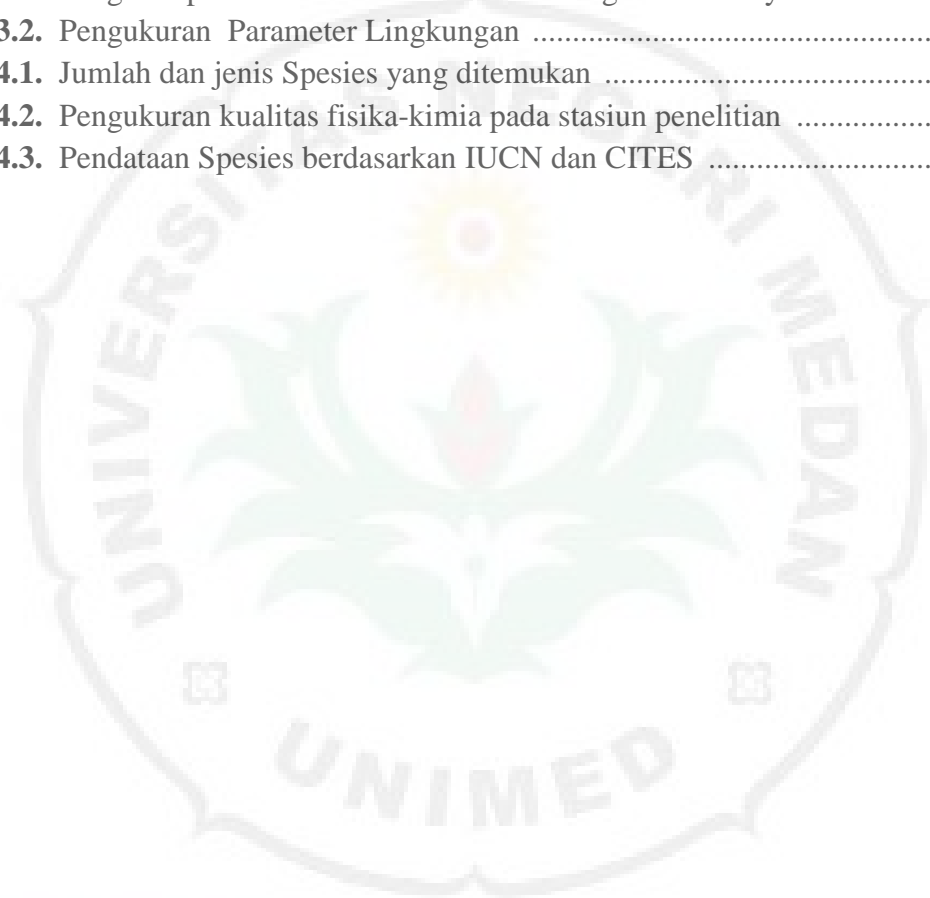 3.2. Pengukuran Parameter Lingkungan ..........................................
4.1. Jumlah dan jenis Spesies yang ditemukan ..................................
4.2. Pengukuran kualitas fisika-kimia pada stasiun penelitian ..............
4.3. Pendataan Spesies berdasarkan IUCN dan CITES ........................
UNIVERSITAS NEGERI MEDAN
UNIMED